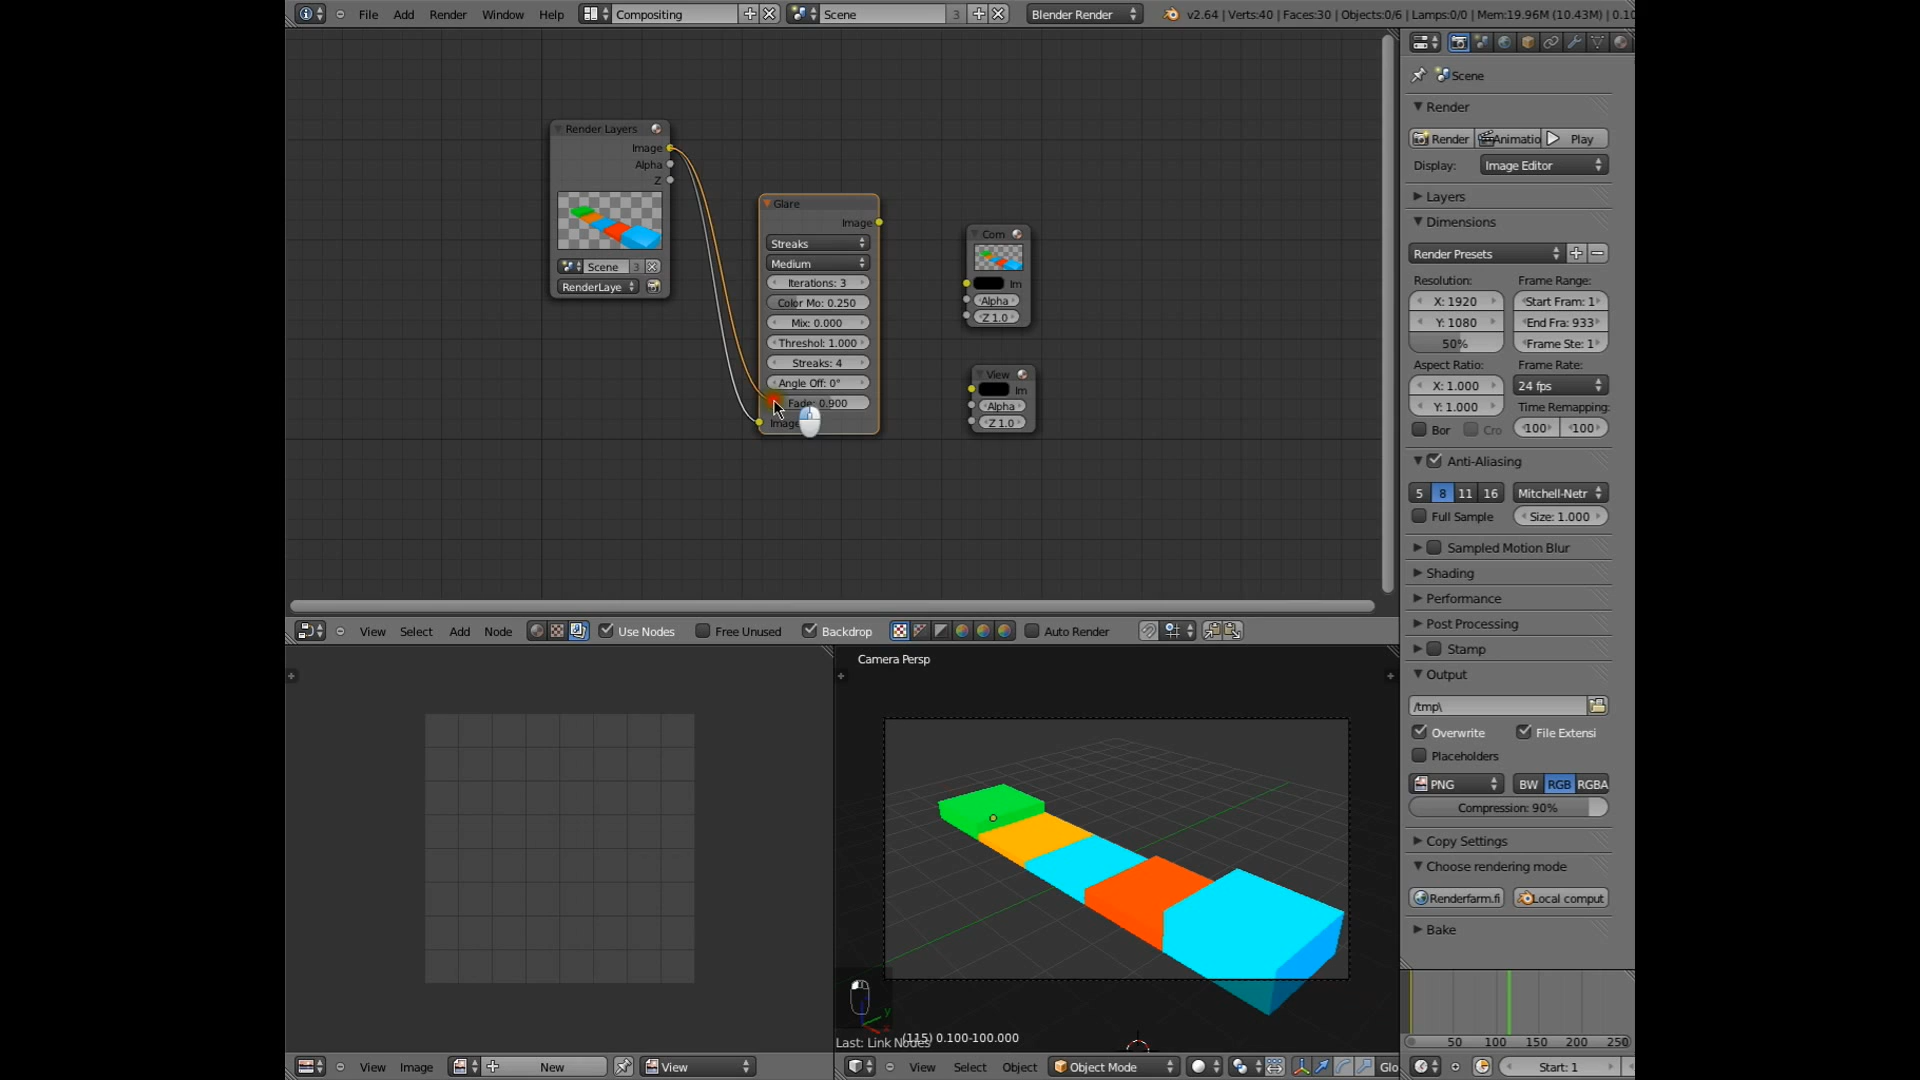 File Add Render Window Help Compositing Scene 3 Blender Render v2.64 | Verts:40 | Faces:30 | Objects:0/6 | Lamps:0/0 | Mem:19.96M (10.43M) | 0.10
Render Layers
Image
Alpha
Z
Scene 3
RenderLaye
Glare
Image
Streaks
Medium
Iterations: 3
Color Mo: 0.250
Mix: 0.000
Threshol: 1.000
Streaks: 4
Angle Off: 0°
Fade: 0.900
Image
Com
Im
Alpha
Z 1.0
View
Im
Alpha
Z 1.0
View Select Add Node Use Nodes Free Unused Backdrop Auto Render
Camera Persp
(115) 0.100-100.000
Last: Link Nodes
View Image New View
View Select Object Object Mode Glo
Scene
Render
Render Animatio Play
Display: Image Editor
Layers
Dimensions
Render Presets
Resolution: Frame Range:
X: 1920 Start Fram: 1
Y: 1080 End Fra: 933
50% Frame Ste: 1
Aspect Ratio: Frame Rate:
X: 1.000 24 fps
Y: 1.000 Time Remapping:
Bor Cro 100 100
Anti-Aliasing
5 8 11 16 Mitchell-Netr
Full Sample Size: 1.000
Sampled Motion Blur
Shading
Performance
Post Processing
Stamp
Output
/tmp\
Overwrite File Extensi
Placeholders
PNG BW RGB RGBA
Compression: 90%
Copy Settings
Choose rendering mode
Renderfarm.fi Local comput
Bake
50 100 150 200 250
Start: 1